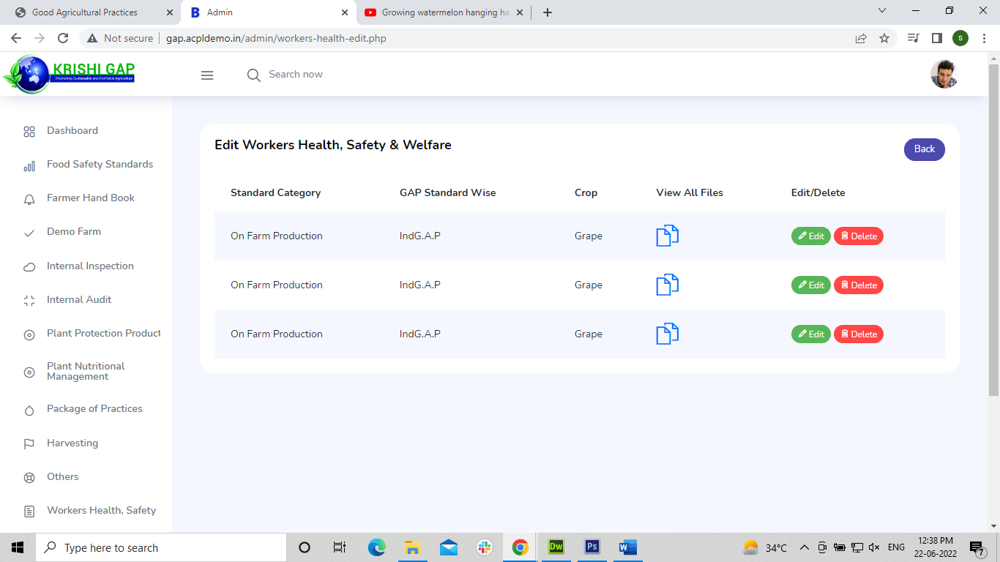 Good Agricultural Practices
Admin
Growing watermelon hanging ha
Not secure
gap.acpldemo.in/admin/workers-health-edit.php
s
KRISHI GAP
Promoting Sustainable and Profitable Agriculture
Search now
Dashboard
Food Safety Standards
Farmer Hand Book
Demo Farm
Internal Inspection
Internal Audit
Plant Protection Product
Plant Nutritional
Management
Package of Practices
Harvesting
Others
Workers Health, Safety
Edit Workers Health, Safety & Welfare
Back
Standard Category GAP Standard Wise Crop View All Files Edit/Delete
On Farm Production IndG.A.P Grape Edit Delete
On Farm Production IndG.A.P Grape Edit Delete
On Farm Production IndG.A.P Grape Edit Delete
Type here to search
Dw
Ps
W
34°C
ENG
12:38 PM
22-06-2022
7